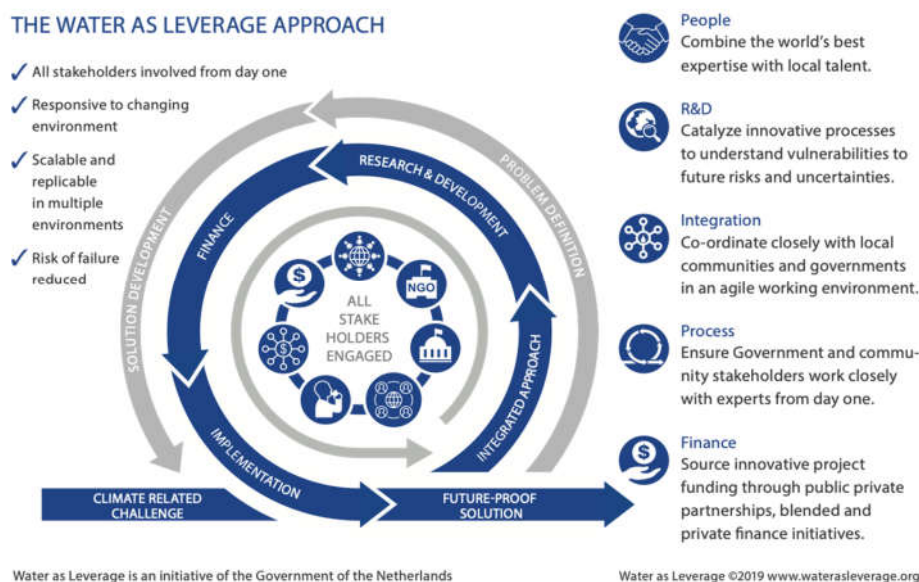 THE WATER AS LEVERAGE APPROACH
All stakeholders involved from day one
Responsive to changing
environment
Scalable and
replicable
in multiple
environments
Risk of failure
reduced
SOLUTION DEVELOPMENT
PROBLEM DEFINITION
FINANCE
RESEARCH & DEVELOPMENT
INTEGRATED APPROACH
IMPLEMENTATION
NGO
$
$
ALL
STAKE
HOLDERS
ENGAGED
CLIMATE RELATED
CHALLENGE
FUTURE-PROOF
SOLUTION
People
Combine the world's best
expertise with local talent.
R&D
Catalyze innovative processes
to understand vulnerabilities to
future risks and uncertainties.
Integration
Co-ordinate closely with local
communities and governments
in an agile working environment.
Process
Ensure Government and commu-
nity stakeholders work closely
with experts from day one.
$
Finance
Source innovative project
funding through public private
partnerships, blended and
private finance initiatives.
Water as Leverage is an initiative of the Government of the Netherlands
Water as Leverage ©2019 www.waterasleverage.org